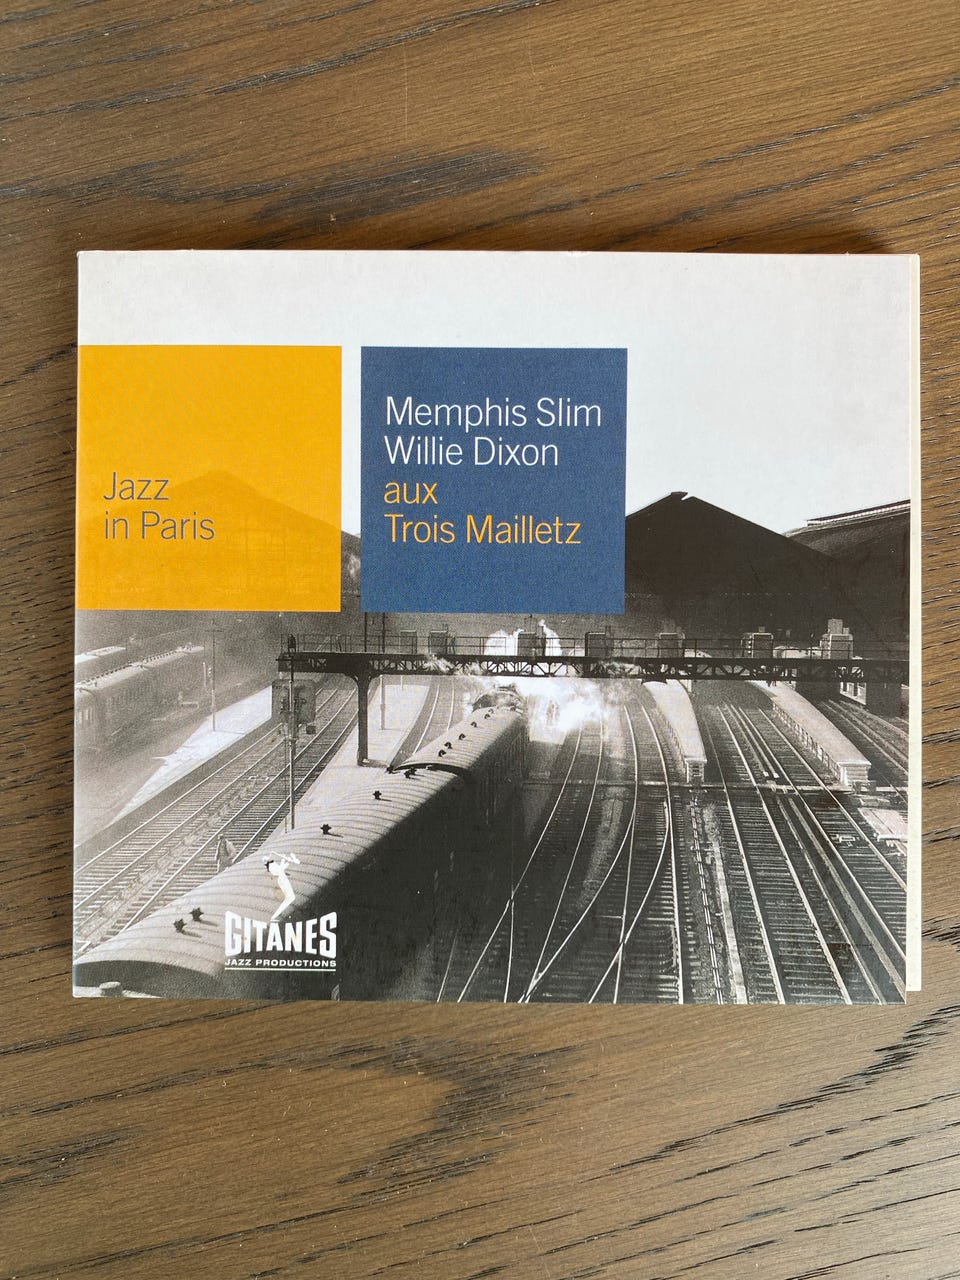 Jazz
in Paris
Memphis Slim
Willie Dixon
aux
Trois Mailletz
GITANES
JAZZ PRODUCTIONS